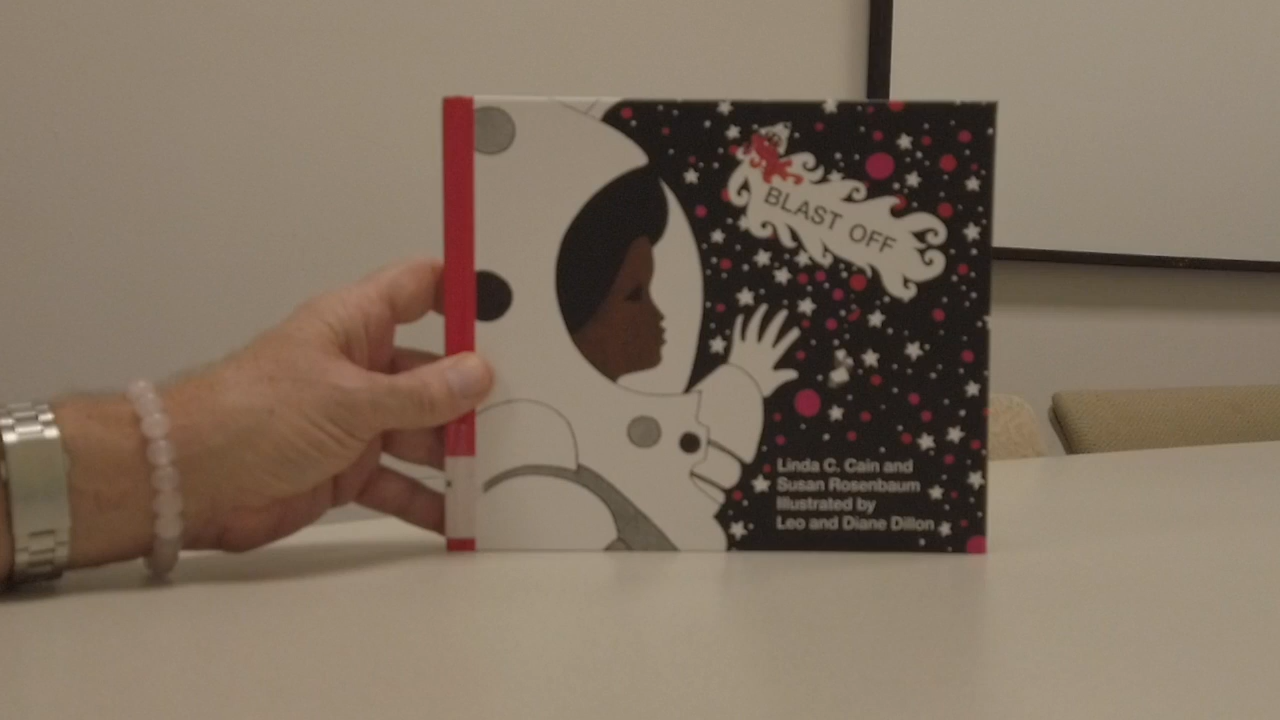 BLAST OFF
Linda C. Cain and
Susan Rosenbaum
Illustrated by
Leo and Diane Dillon